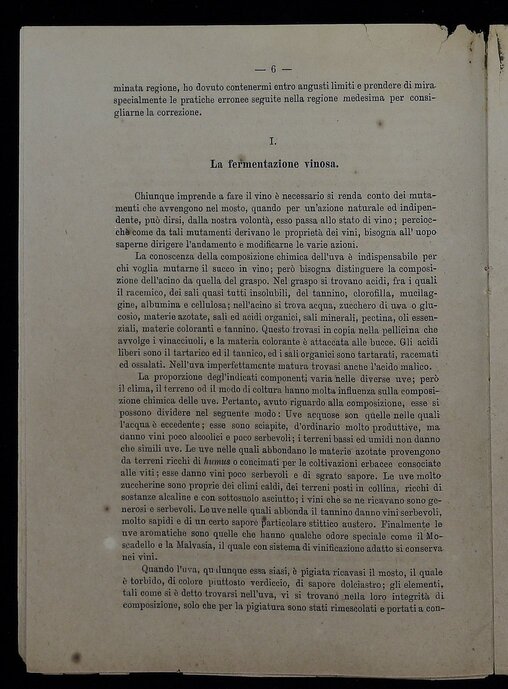 — 6 —
minata regione, ho dovuto contenermi entro angusti limiti e prondere di mira
specialmente le pratiche erronee seguite nella regione medesima per consi-
gliarne la correzione.
I.
La fermentazione vinosa.
Chiunque imprende a fare il vino è necessario si renda conto dei muta-
menti che avvengono nel mosto, quando per un'azione naturale ed indipen-
dente, può dirsi, dalla nostra volontà, esso passa allo stato di vino; percioc-
chè come da tali mutamenti derivano le proprietà dei vini, bisogna all'uopo
saperne dirigere l'andamento e modificarne le varie azioni.
La conoscenza della composizione chimica dell'uva è indispensabile per
chi voglia mutarne il succo in vino; però bisogna distinguere la composi-
zione dell'acino da quella del graspo. Nel graspo si trovano acidi, fra i quali
il racemico, dei sali quasi tutti insolubili, del tannino, clorofilla, mucilag-
gine, albumina e cellulosa; nell'acino si trova acqua, zucchero di uva o glu-
cosio, materie azotate, sali ed acidi organici, sali minerali, pectina, oli essen-
ziali, materie coloranti e tannino. Questo trovasi in copia nella pellicina che
avvolge i vinacciuoli, e la materia colorante è attaccata alle bucce. Gli acidi
liberi sono il tartarico ed il tannico, ed i sali organici sono tartarati, racemati
ed ossalati. Nell'uva imperfettamente matura trovasi anche l'acido malico.
La proporzione degl'indicati componenti varia nelle diverse uve; però
il clima, il terreno od il modo di coltura hanno molta influenza sulla composi-
zione chimica delle uve. Pertanto, avuto riguardo alla composizione, esse si
possono dividere nel seguente modo: Uve acquose son quelle nelle quali
l'acqua è eccedente; esse sono sciapite, d'ordinario molto produttive, ma
danno vini poco alcoolici e poco serbevoli; i terreni bassi ed umidi non danno
che simili uve. Le uve nelle quali abbondano le materie azotate provengono
da terreni ricchi di humus o concimati per le coltivazioni erbacee consociate
alle viti; esse danno vini poco serbevoli e di sgrato sapore. Le uve molto
zuccherine sono proprie dei climi caldi, dei terreni posti in collina, ricchi di
sostanze alcaline e con sottosuolo asciutto; i vini che se ne ricavano sono ge-
nerosi e serbevoli. Le uve nelle quali abbonda il tannino danno vini serbevoli,
molto sapidi e di un certo sapore particolare stittico austero. Finalmente le
uve aromatiche sono quelle che hanno qualche odore speciale come il Mo-
scadello e la Malvasia, il quale con sistema di vinificazione adatto si conserva
nei vini.
Quando l'uva, qualunque essa siasi, è pigiata ricavasi il mosto, il quale
è torbido, di colore piuttosto verdiccio, di sapore dolciastro; gli elementi,
tali come si è detto trovarsi nell'uva, vi si trovano nella loro integrità di
composizione, solo che per la pigiatura sono stati rimescolati e portati a con-